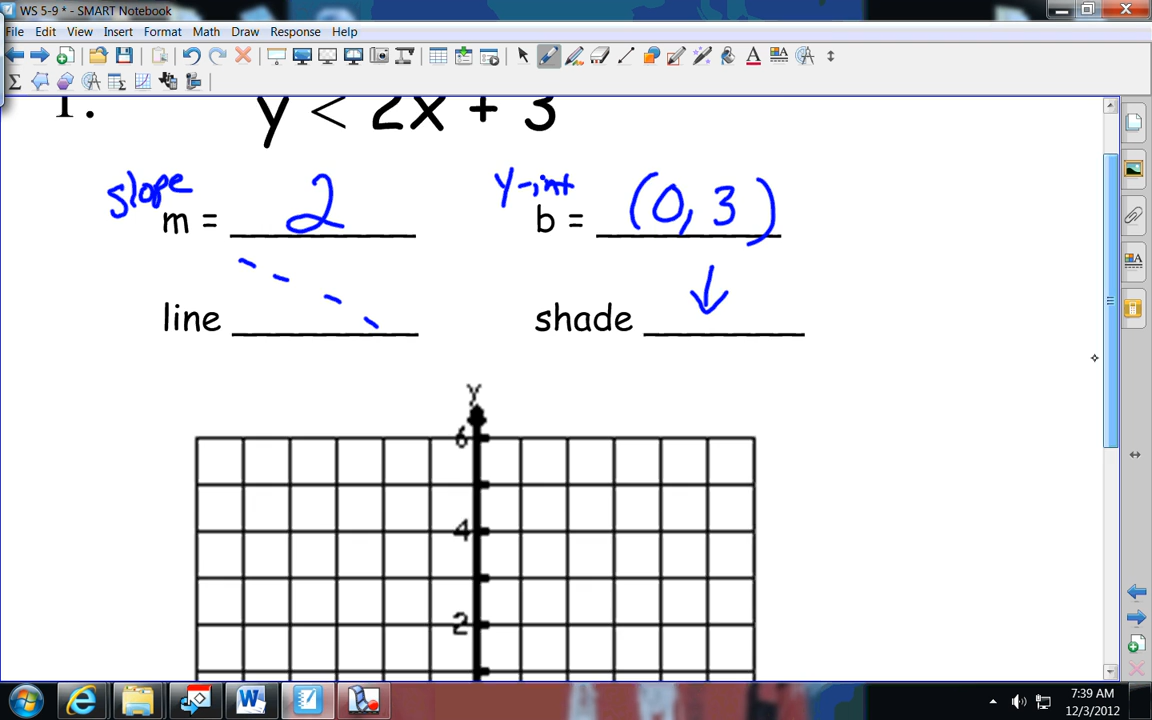 WS 5-9 * - SMART Notebook
File Edit View Insert Format Math Draw Response Help
1. y < 2x + 3
slope y-int
m = 2 b = (0, 3)
line shade
Y
6
4
2
7:39 AM
12/3/2012